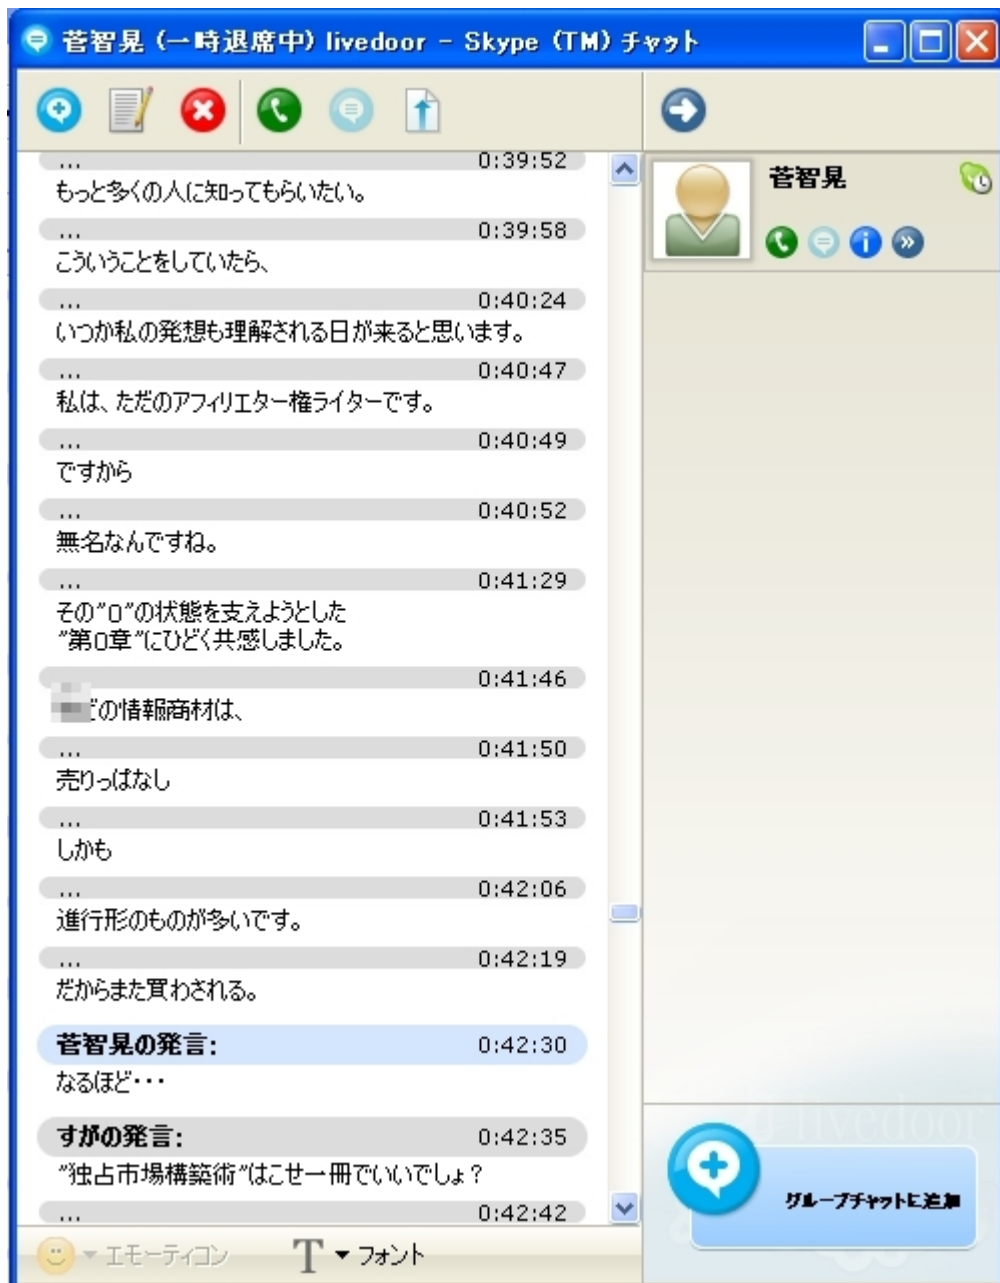 菅智晃 (一時退席中) livedoor - Skype (TM) チャット
菅智晃
... 0:39:52
もっと多くの人に知ってもらいたい。
... 0:39:58
こういうことをしていたら、
... 0:40:24
いつか私の発想も理解される日が来ると思います。
... 0:40:47
私は、ただのアフィリエター権ライターです。
... 0:40:49
ですから
... 0:40:52
無名なんですね。
... 0:41:29
その"0"の状態を支えようとした
"第0章"にひどく共感しました。
0:41:46
どの情報商材は、
... 0:41:50
売りっぱなし
... 0:41:53
しかも
... 0:42:06
進行形のものが多いです。
... 0:42:19
だからまた買わされる。
菅智晃の発言: 0:42:30
なるほど・・・
すがの発言: 0:42:35
"独占市場構築術"はこせ一冊でいいでしょ?
... 0:42:42
livedoor
グループチャットに追加
エモーティコン
T フォント